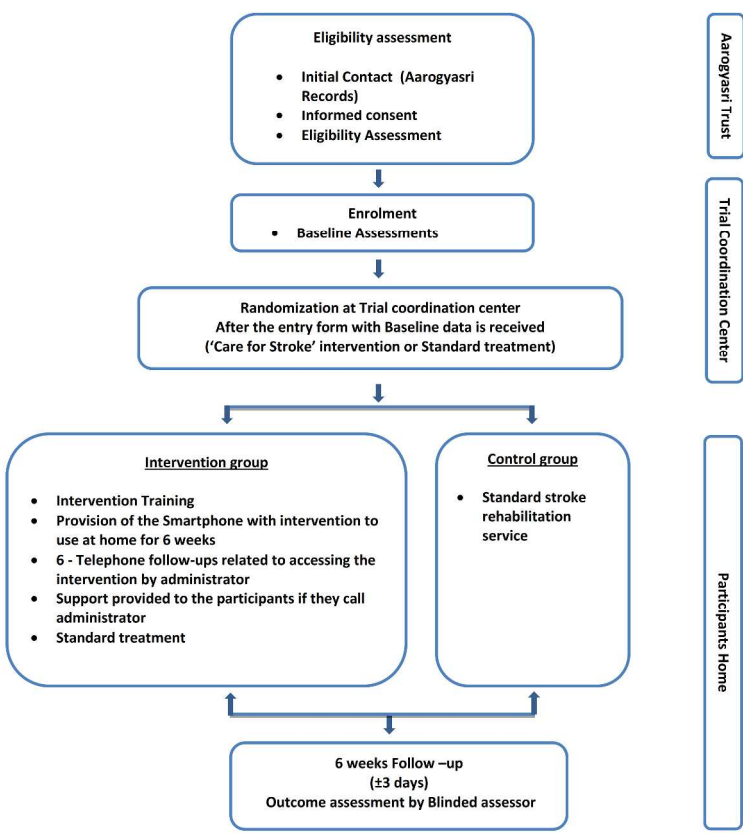 Eligibility assessment
• Initial Contact (Aarogyasri
Records)
• Informed consent
• Eligibility Assessment
Aarogyasri Trust
Enrolment
• Baseline Assessments
Randomization at Trial coordination center
After the entry form with Baseline data is received
(‘Care for Stroke’ intervention or Standard treatment)
Trial Coordination Center
Intervention group
• Intervention Training
• Provision of the Smartphone with intervention to
use at home for 6 weeks
• 6 - Telephone follow-ups related to accessing the
intervention by administrator
• Support provided to the participants if they call
administrator
• Standard treatment
Control group
• Standard stroke
rehabilitation
service
Participants Home
6 weeks Follow –up
(±3 days)
Outcome assessment by Blinded assessor